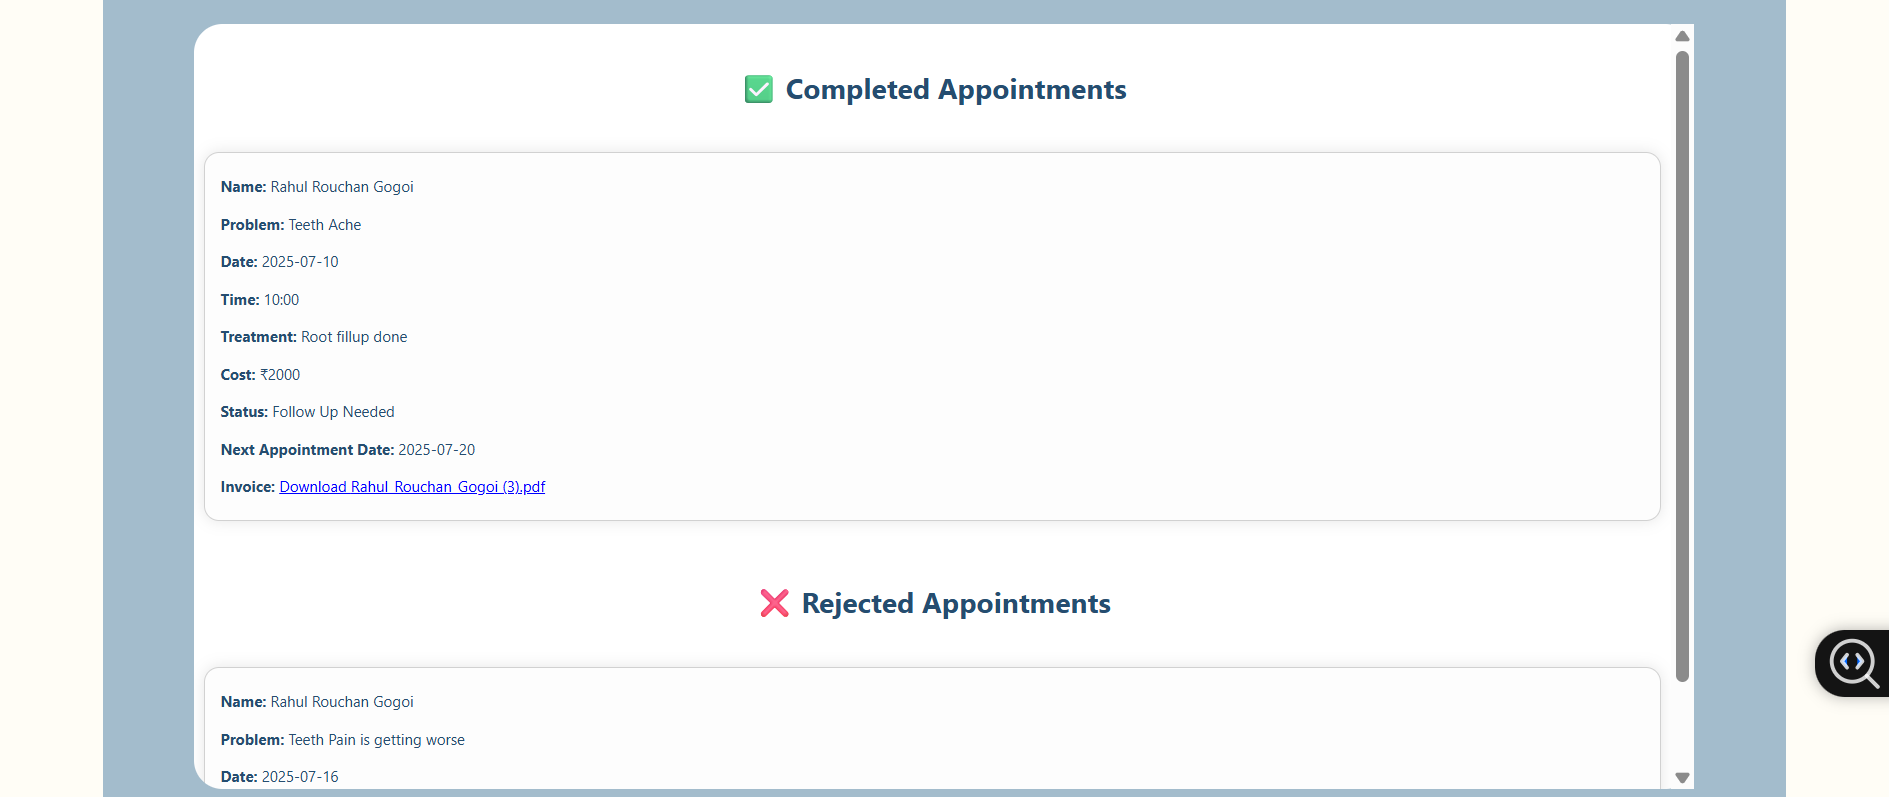 ✅ Completed Appointments
Name: Rahul Rouchan Gogoi
Problem: Teeth Ache
Date: 2025-07-10
Time: 10:00
Treatment: Root fillup done
Cost: ₹2000
Status: Follow Up Needed
Next Appointment Date: 2025-07-20
Invoice: Download Rahul_Rouchan_Gogoi (3).pdf
❌ Rejected Appointments
Name: Rahul Rouchan Gogoi
Problem: Teeth Pain is getting worse
Date: 2025-07-16